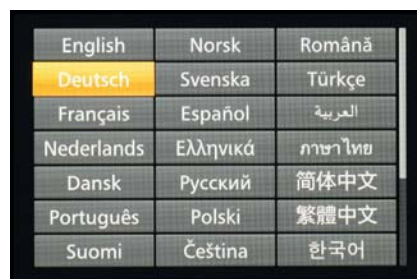 English Norsk Română
Deutsch Svenska Türkçe
Français Español العربية
Nederlands Ελληνικά ภาษาไทย
Dansk Русский 简体中文
Português Polski 繁體中文
Suomi Čeština 한국어